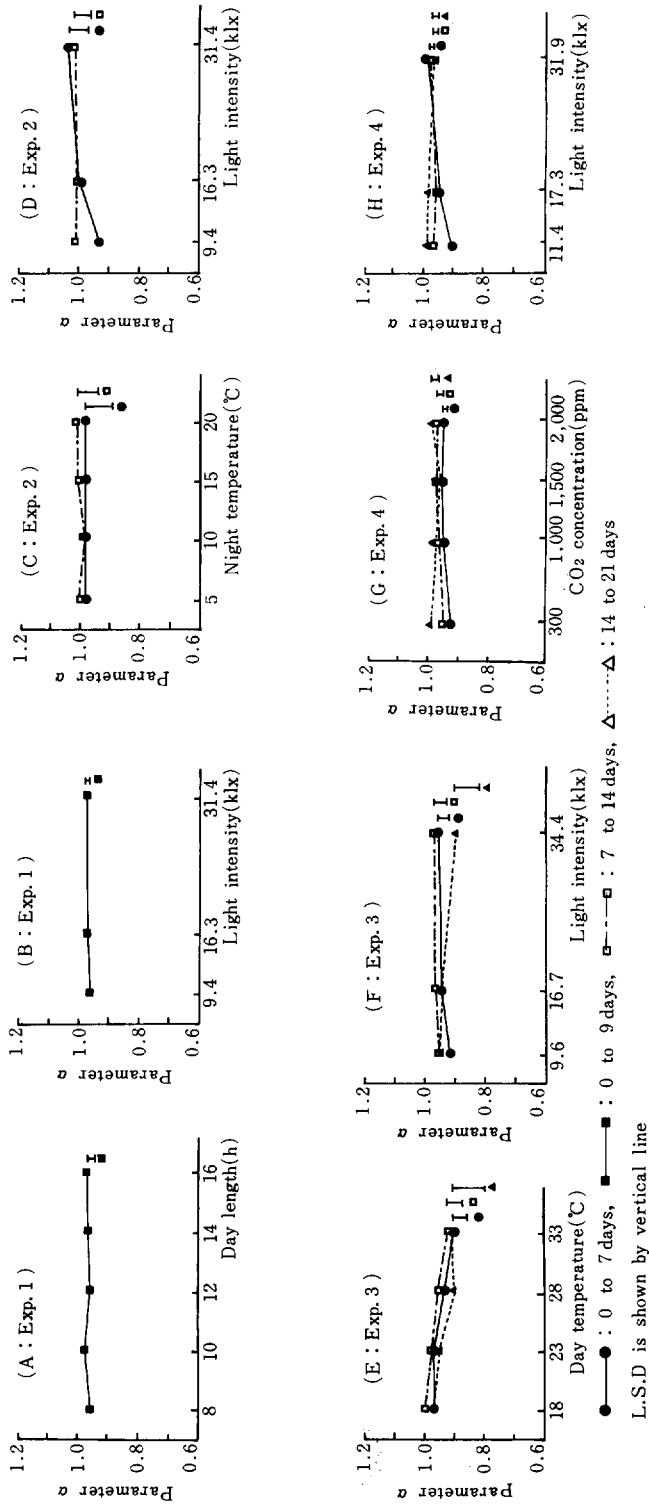 (A : Exp. 1)
Parameter α
1.2
1.0
0.8
0.6
8 10 12 14 16
Day length(h)
(B : Exp. 1)
Parameter α
1.2
1.0
0.8
0.6
9.4 16.3 31.4
Light intensity(klx)
(C : Exp. 2)
Parameter α
1.2
1.0
0.8
0.6
5 10 15 20
Night temperature(℃)
(D : Exp. 2)
Parameter α
1.2
1.0
0.8
0.6
9.4 16.3 31.4
Light intensity(klx)
(E : Exp. 3)
Parameter α
1.2
1.0
0.8
0.6
18 23 28 33
Day temperature(℃)
(F : Exp. 3)
Parameter α
1.2
1.0
0.8
0.6
9.6 16.7 34.4
Light intensity(klx)
(G : Exp. 4)
Parameter α
1.2
1.0
0.8
0.6
300 1,000 1,500 2,000
CO2 concentration(ppm)
(H : Exp. 4)
Parameter α
1.2
1.0
0.8
0.6
11.4 17.3 31.9
Light intensity(klx)
: 0 to 7 days, : 0 to 9 days, : 7 to 14 days, : 14 to 21 days
L.S.D is shown by vertical line